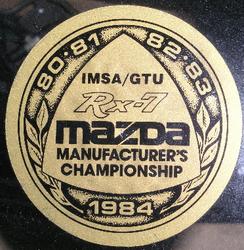 80·81 82·83
IMSA/GTU
Rx-7
mazda
MANUFACTURER'S
CHAMPIONSHIP
1984